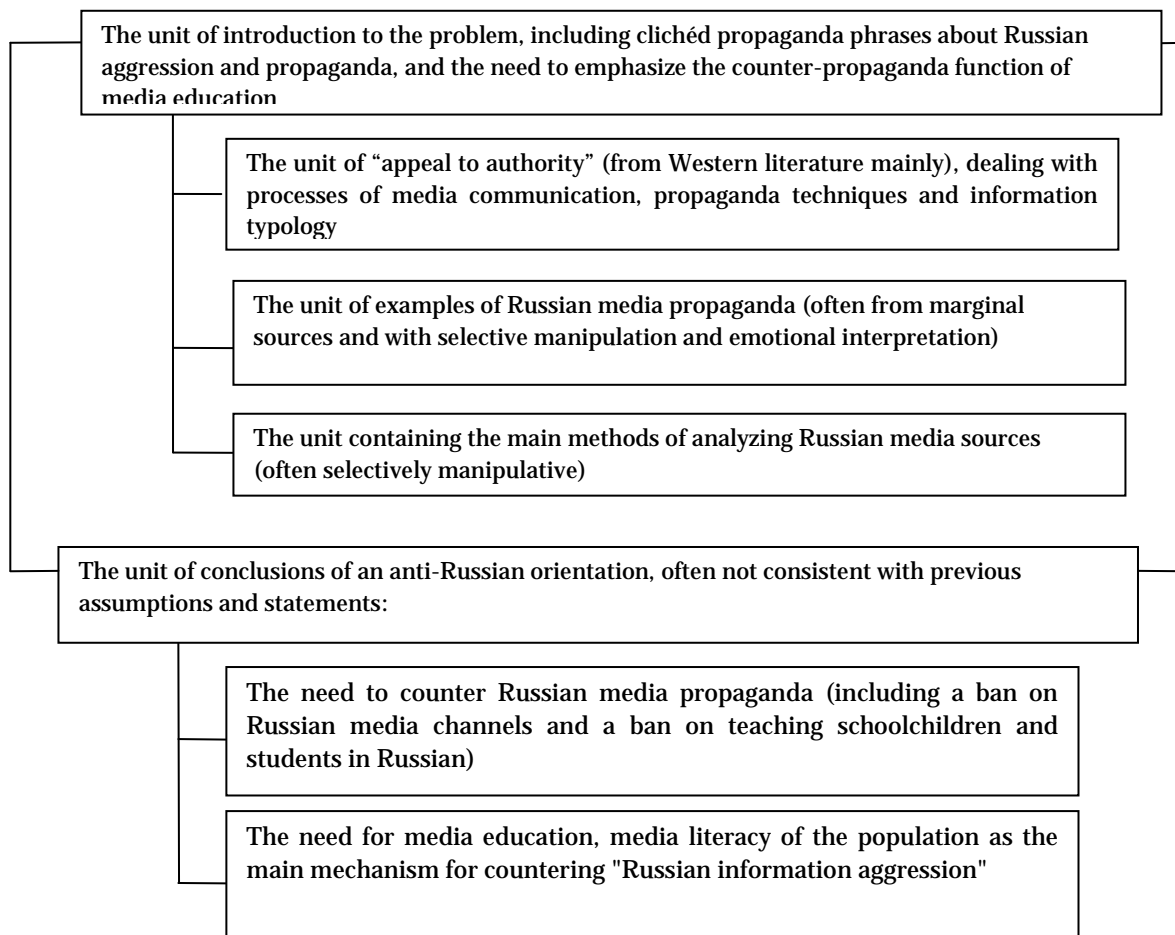 The unit of introduction to the problem, including clichéd propaganda phrases about Russian
aggression and propaganda, and the need to emphasize the counter-propaganda function of
media education
The unit of “appeal to authority” (from Western literature mainly), dealing with
processes of media communication, propaganda techniques and information
typology
The unit of examples of Russian media propaganda (often from marginal
sources and with selective manipulation and emotional interpretation)
The unit containing the main methods of analyzing Russian media sources
(often selectively manipulative)
The unit of conclusions of an anti-Russian orientation, often not consistent with previous
assumptions and statements:
The need to counter Russian media propaganda (including a ban on
Russian media channels and a ban on teaching schoolchildren and
students in Russian)
The need for media education, media literacy of the population as the
main mechanism for countering "Russian information aggression"